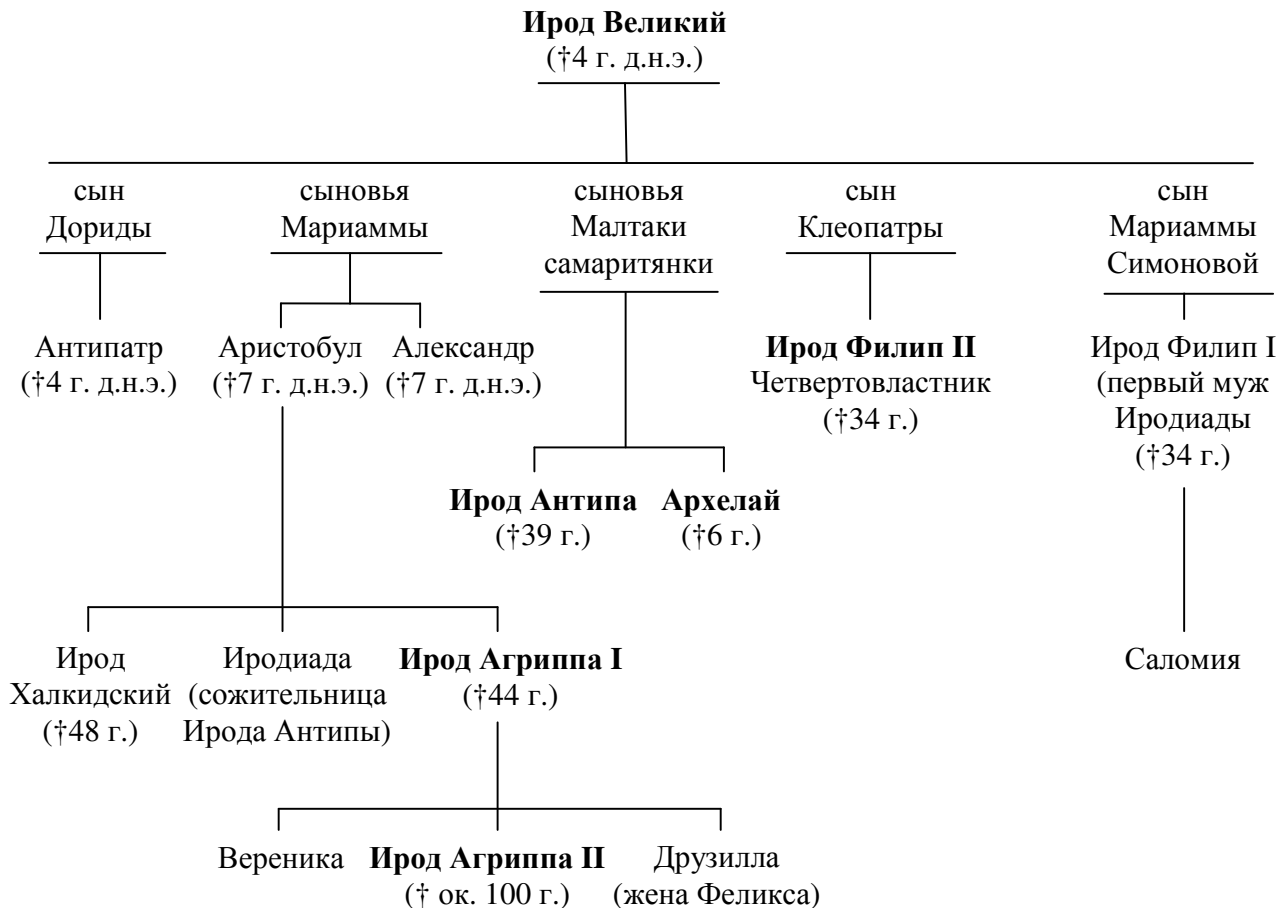 Ирод Великий
(†4 г. д.н.э.)
сын
Дориды
сыновья
Мариаммы
сыновья
Малтаки
самаритянки
сын
Клеопатры
сын
Мариаммы
Симоновой
Антипатр
(†4 г. д.н.э.)
Аристобул
(†7 г. д.н.э.)
Александр
(†7 г. д.н.э.)
Ирод Филип II
Четвертовластник
(†34 г.)
Ирод Филип I
(первый муж
Иродиады
(†34 г.)
Ирод Антипа
(†39 г.)
Архелай
(†6 г.)
Ирод
Халкидский
(†48 г.)
Иродиада
(сожительница
Ирода Антипы)
Ирод Агриппа I
(†44 г.)
Саломия
Вереника
Ирод Агриппа II
(† ок. 100 г.)
Друзилла
(жена Феликса)